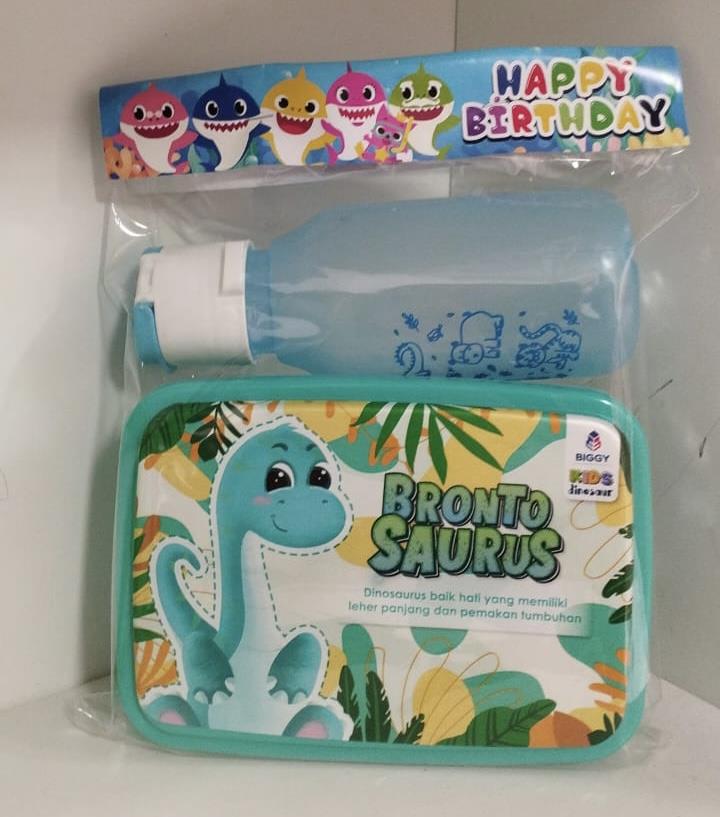 HAPPY
BIRTHDAY
BIGGY
KIDS
dinosaur
BRONTO
SAURUS
Dinosaurus baik hati yang memiliki
leher panjang dan pemakan tumbuhan